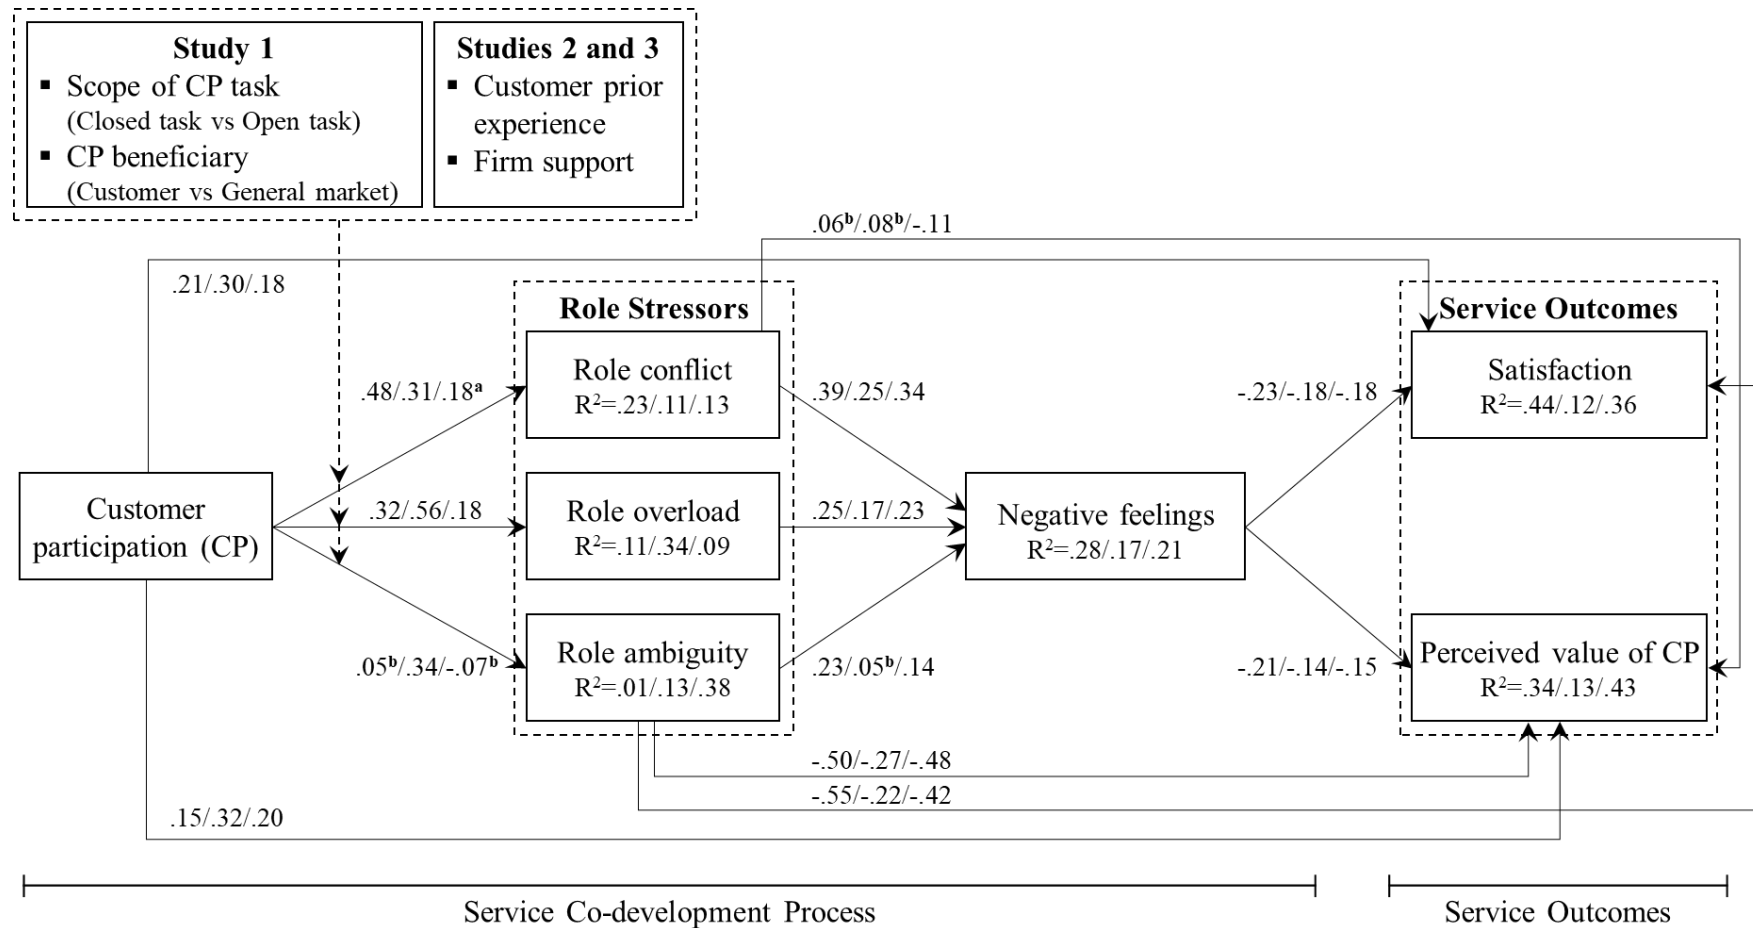 Study 1
▪ Scope of CP task
(Closed task vs Open task)
▪ CP beneficiary
(Customer vs General market)
Studies 2 and 3
▪ Customer prior
experience
▪ Firm support
.06ᵇ/.08ᵇ/-.11
.21/.30/.18
Role Stressors
Service Outcomes
Role conflict
R²=.23/.11/.13
Satisfaction
R²=.44/.12/.36
.48/.31/.18ᵃ
.39/.25/.34
-.23/-.18/-.18
Customer
participation (CP)
.32/.56/.18
Role overload
R²=.11/.34/.09
.25/.17/.23
Negative feelings
R²=.28/.17/.21
.05ᵇ/.34/-.07ᵇ
Role ambiguity
R²=.01/.13/.38
.23/.05ᵇ/.14
-.21/-.14/-.15
Perceived value of CP
R²=.34/.13/.43
-.50/-.27/-.48
-.55/-.22/-.42
.15/.32/.20
Service Co-development Process
Service Outcomes